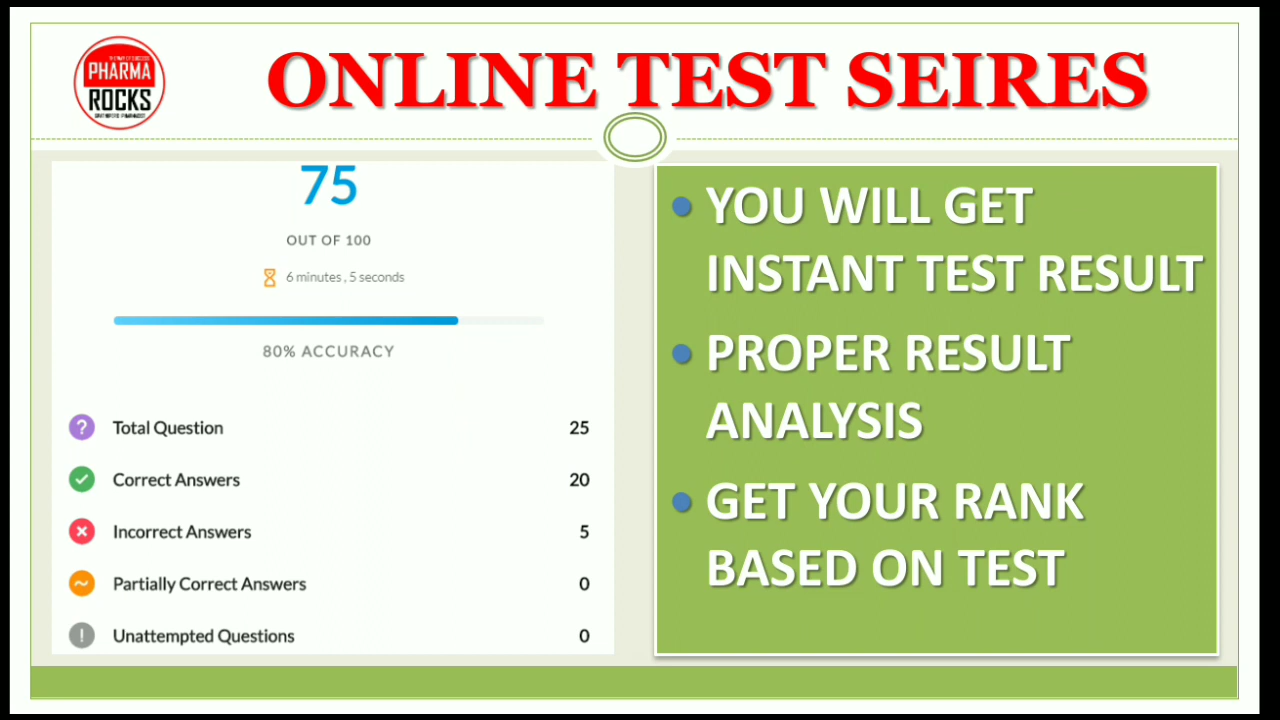 PHARMA
ROCKS
ONLINE TEST SEIRES
75
OUT OF 100
6 minutes , 5 seconds
80% ACCURACY
? Total Question 25
Correct Answers 20
Incorrect Answers 5
Partially Correct Answers 0
! Unattempted Questions 0
• YOU WILL GET
INSTANT TEST RESULT
• PROPER RESULT
ANALYSIS
• GET YOUR RANK
BASED ON TEST